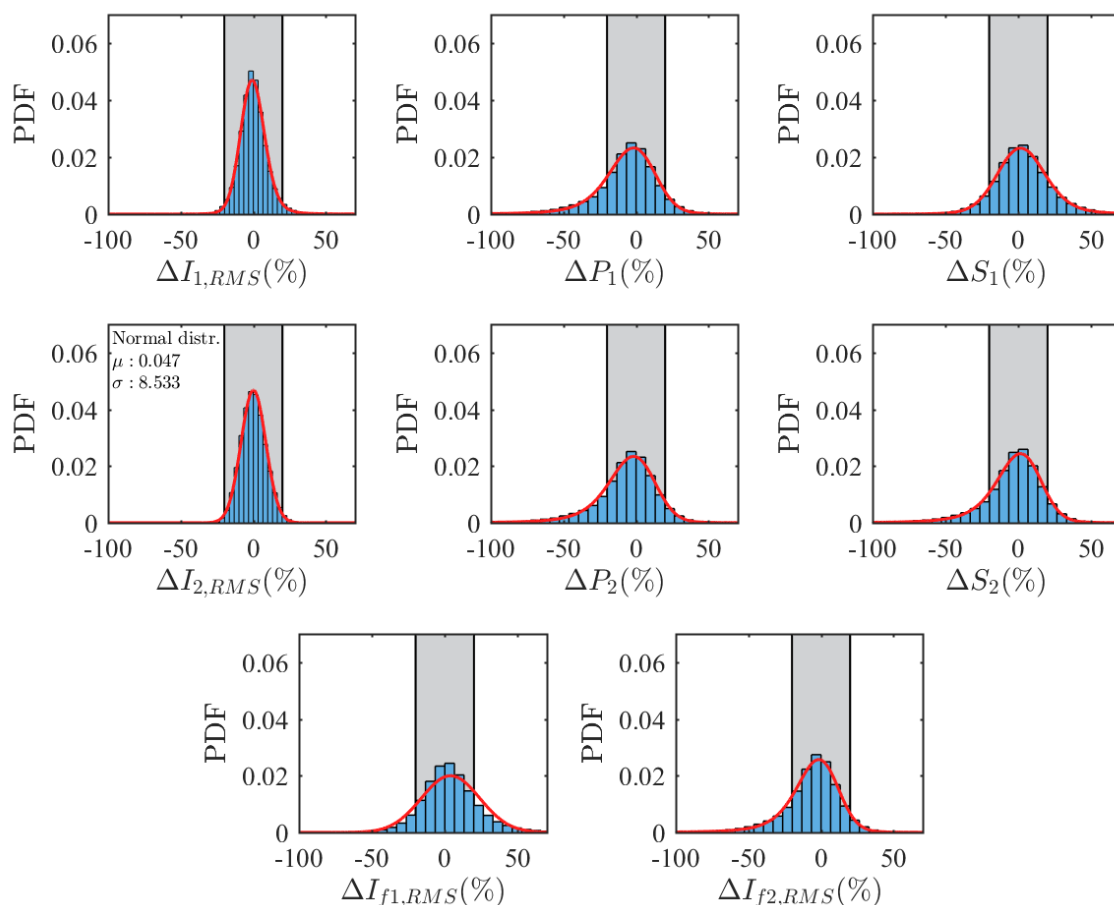 PDF
0.06
0.04
0.02
0
-100 -50 0 50
ΔI₁,RMS(%)
PDF
0.06
0.04
0.02
0
-100 -50 0 50
ΔP₁(%)
PDF
0.06
0.04
0.02
0
-100 -50 0 50
ΔS₁(%)
PDF
0.06
0.04
0.02
0
Normal distr.
μ : 0.047
σ : 8.533
-100 -50 0 50
ΔI₂,RMS(%)
PDF
0.06
0.04
0.02
0
-100 -50 0 50
ΔP₂(%)
PDF
0.06
0.04
0.02
0
-100 -50 0 50
ΔS₂(%)
PDF
0.06
0.04
0.02
0
-100 -50 0 50
ΔIf1,RMS(%)
PDF
0.06
0.04
0.02
0
-100 -50 0 50
ΔIf2,RMS(%)